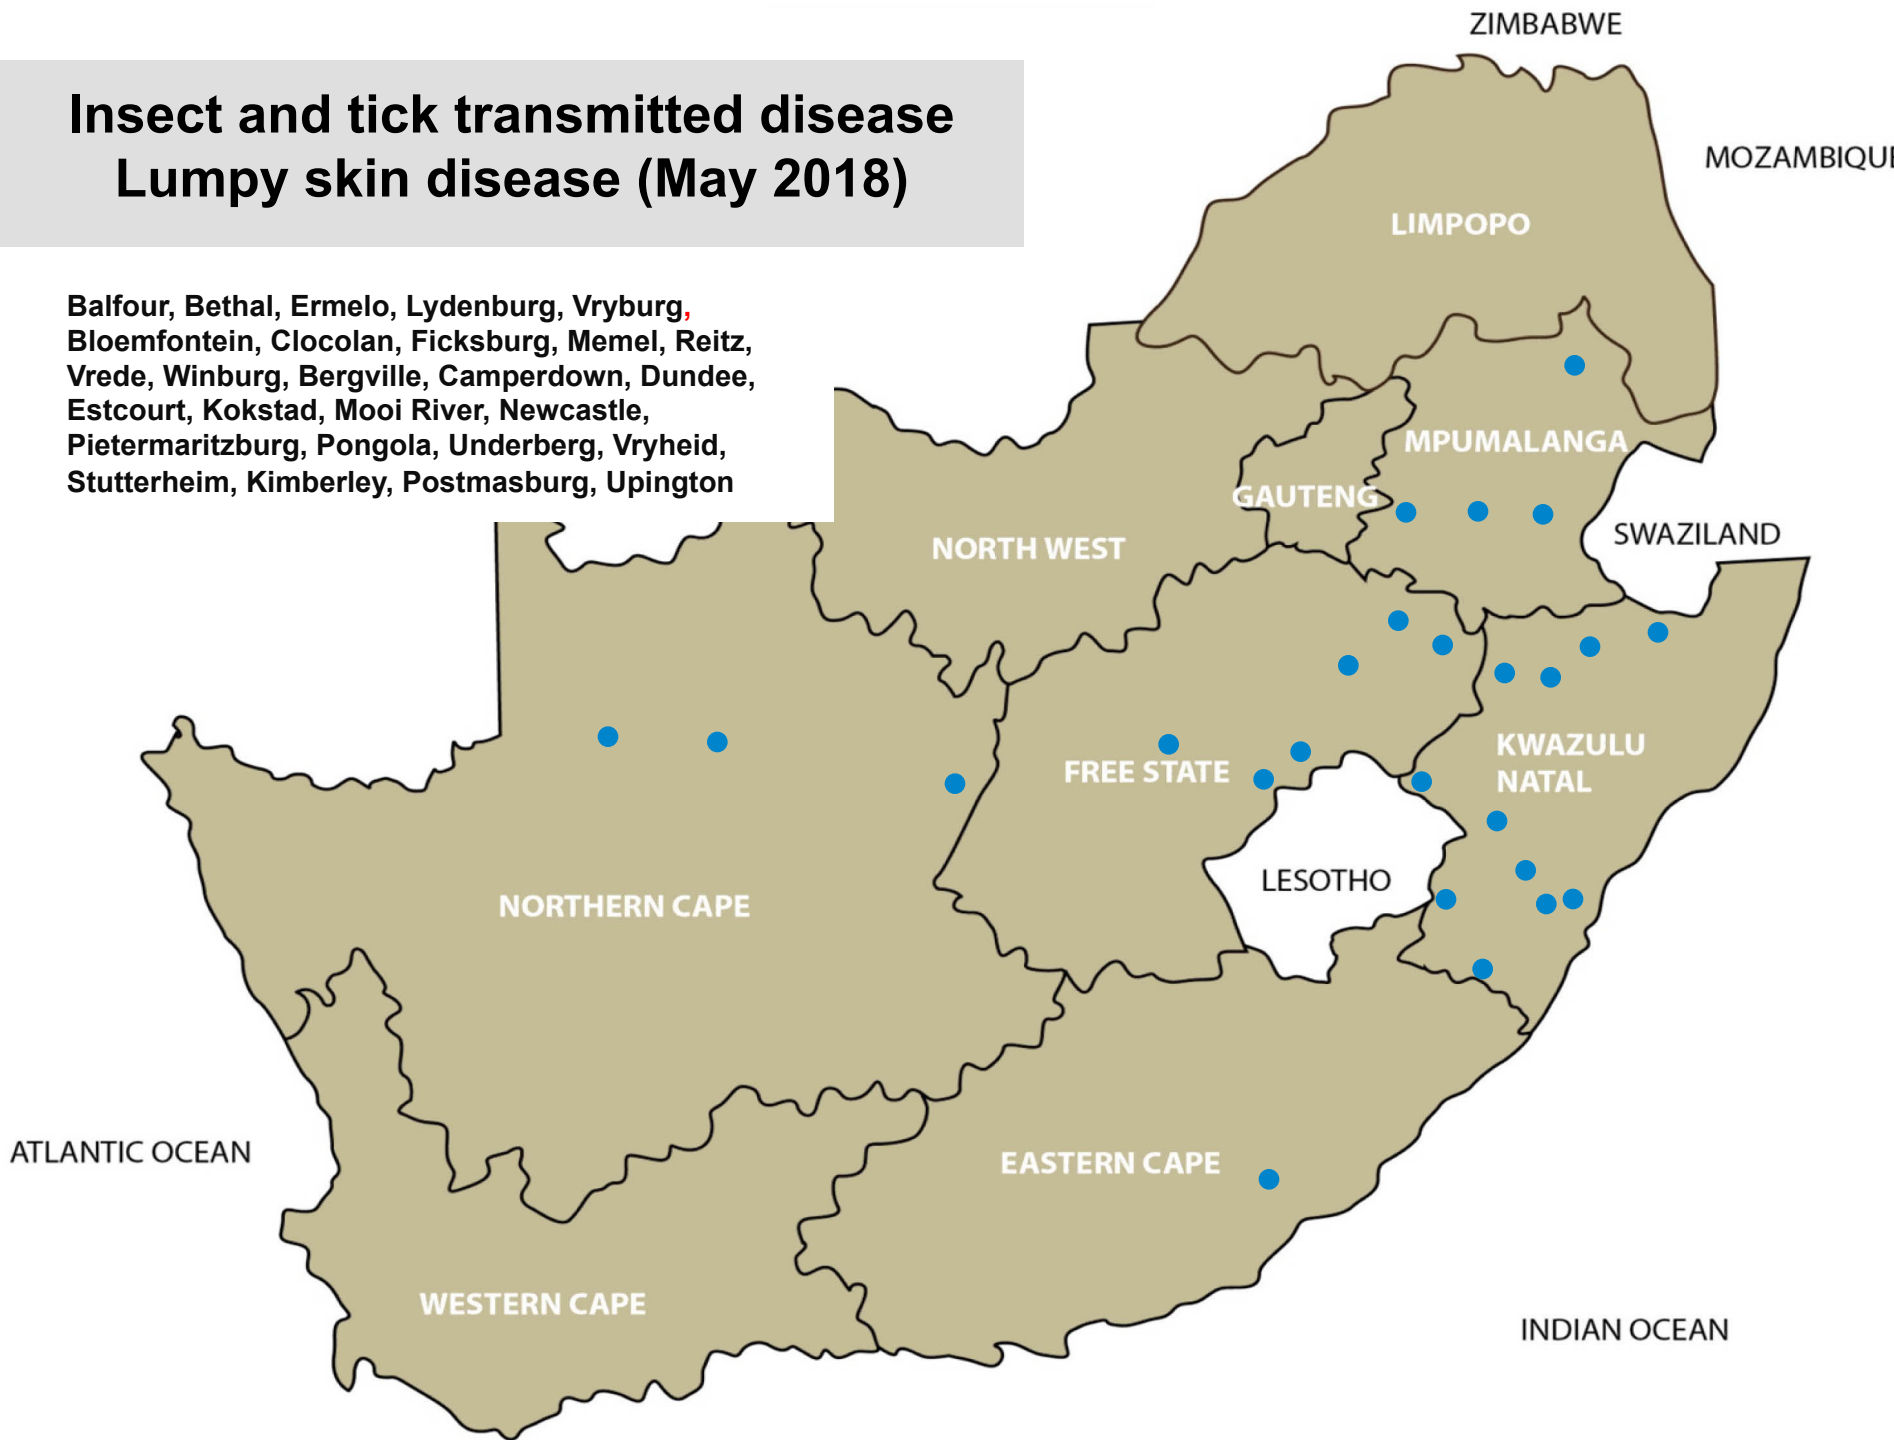 ZIMBABWE
Insect and tick transmitted disease
Lumpy skin disease (May 2018)
MOZAMBIQUE
LIMPOPO
Balfour, Bethal, Ermelo, Lydenburg, Vryburg,
Bloemfontein, Clocolan, Ficksburg, Memel, Reitz,
Vrede, Winburg, Bergville, Camperdown, Dundee,
Estcourt, Kokstad, Mooi River, Newcastle,
Pietermaritzburg, Pongola, Underberg, Vryheid,
Stutterheim, Kimberley, Postmasburg, Upington
MPUMALANGA
GAUTENG
SWAZILAND
NORTH WEST
KWAZULU
NATAL
FREE STATE
LESOTHO
NORTHERN CAPE
ATLANTIC OCEAN
EASTERN CAPE
WESTERN CAPE
INDIAN OCEAN